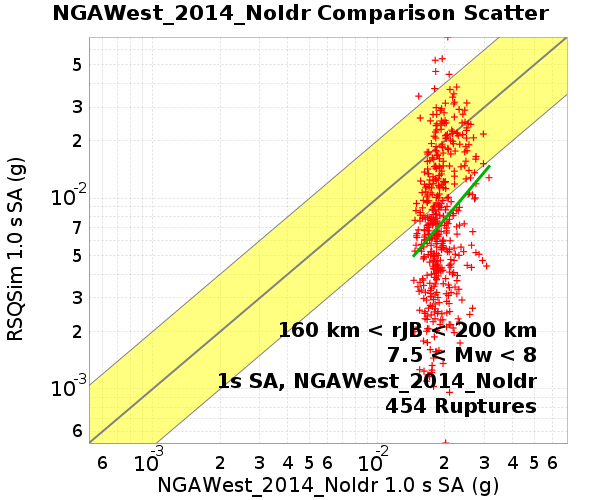 NGAWest_2014_NoIdr Comparison Scatter
5
3
2
10-2
7
5
3
2
10-3
6
RSQSim 1.0 s SA (g)
160 km < rJB < 200 km
7.5 < Mw < 8
1s SA, NGAWest_2014_NoIdr
454 Ruptures
6 10-3 2 3 4 5 6 10-2 2 3 4 5 6
NGAWest_2014_NoIdr 1.0 s SA (g)